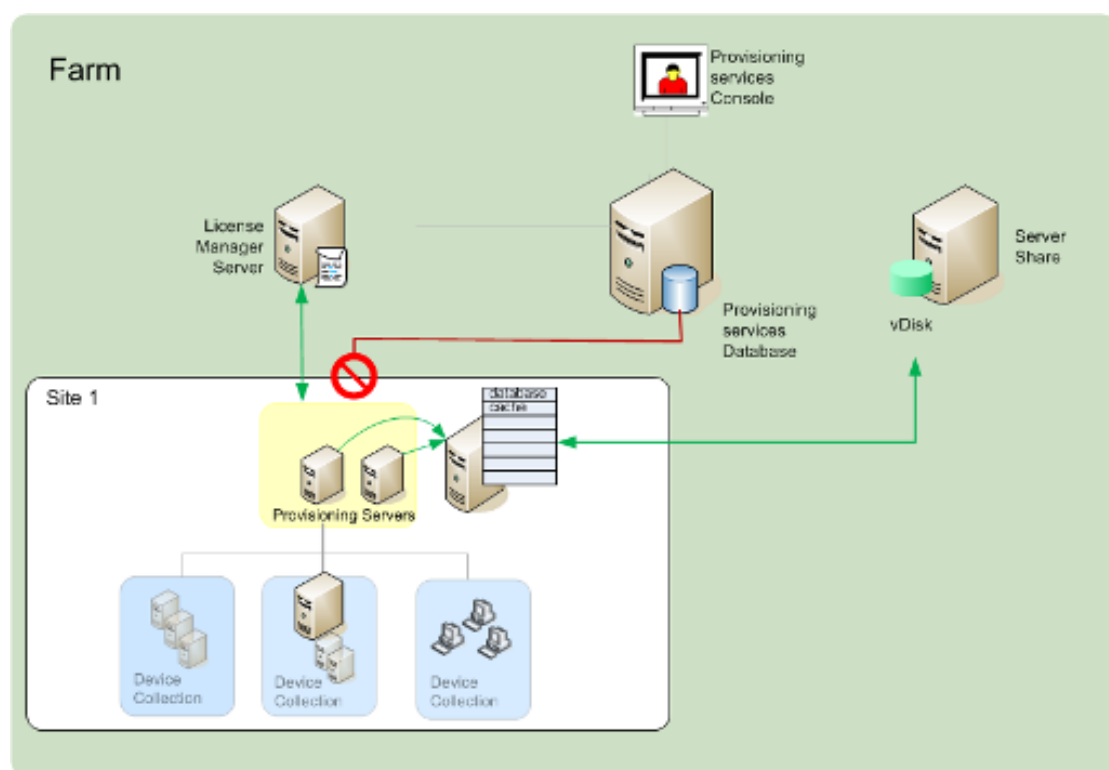 Farm
Provisioning
services
Console
License
Manager
Server
Server
Share
vDisk
Provisioning
services
Database
Site 1
database
cache
Provisioning Servers
Device
Collection
Device
Collection
Device
Collection